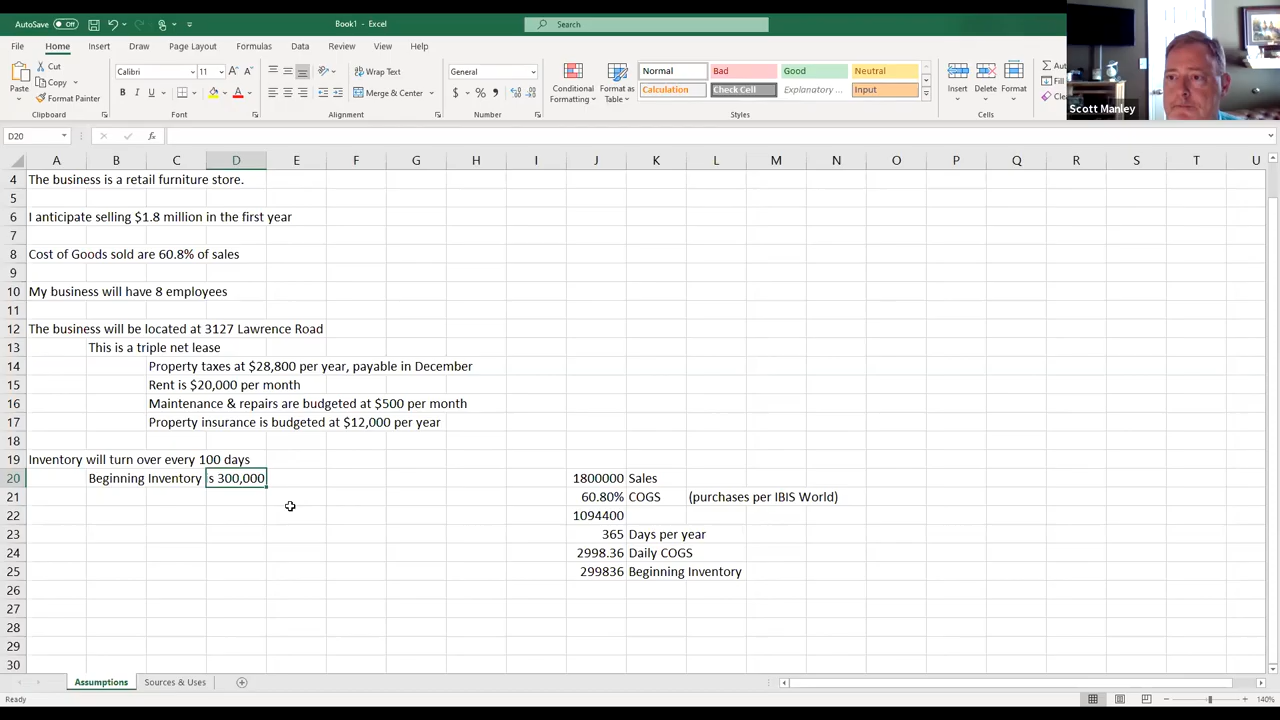 AutoSave Off Book1 - Excel Search
File Home Insert Draw Page Layout Formulas Data Review View Help
Paste Cut Copy Format Painter Clipboard
Calibri 11 B I U Font
Wrap Text Merge & Center Alignment
General $ % Number
Conditional Formatting Format as Table
Normal Bad Good Neutral
Calculation Check Cell Explanatory ... Input
Styles
Insert Delete Format Cells
Scott Manley
D20 fx
A B C D E F G H I J K L M N O P Q R S T U
4 The business is a retail furniture store.
5
6 I anticipate selling $1.8 million in the first year
7
8 Cost of Goods sold are 60.8% of sales
9
10 My business will have 8 employees
11
12 The business will be located at 3127 Lawrence Road
13 This is a triple net lease
14 Property taxes at $28,800 per year, payable in December
15 Rent is $20,000 per month
16 Maintenance & repairs are budgeted at $500 per month
17 Property insurance is budgeted at $12,000 per year
18
19 Inventory will turn over every 100 days
20 Beginning Inventory is 300,000 1800000 Sales
21 60.80% COGS (purchases per IBIS World)
22 1094400
23 365 Days per year
24 2998.36 Daily COGS
25 299836 Beginning Inventory
26
27
28
29
30
Assumptions Sources & Uses
Ready 140%